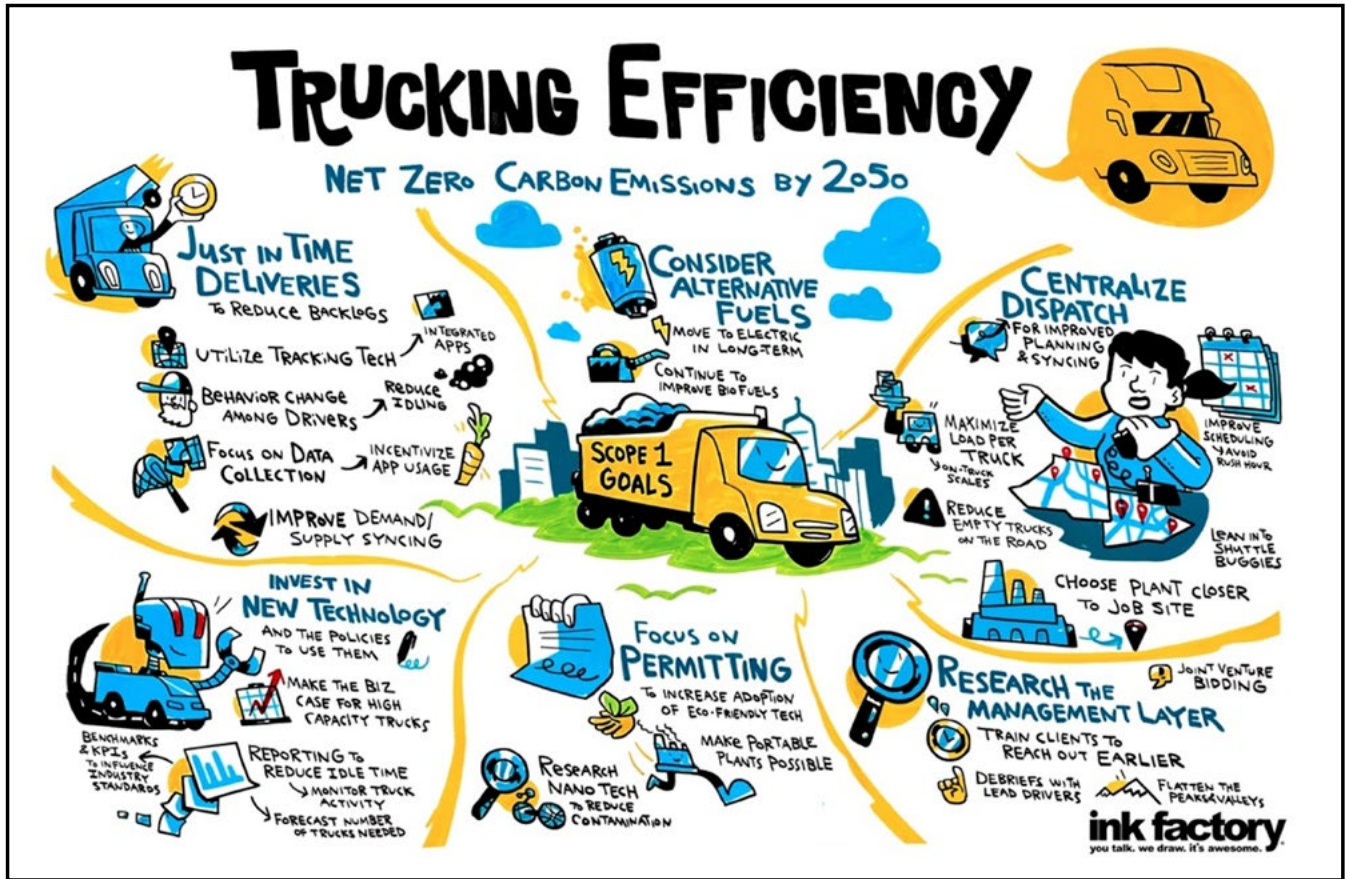 TRUCKING EFFICIENCY
NET ZERO CARBON EMISSIONS BY 2050
JUST IN TIME
DELIVERIES
TO REDUCE BACKLOGS
UTILIZE TRACKING TECH
INTEGRATED
APPS
BEHAVIOR CHANGE
AMONG DRIVERS
REDUCE
IDLING
FOCUS ON DATA
COLLECTION
INCENTIVIZE
APP USAGE
IMPROVE DEMAND/
SUPPLY SYNCING
CONSIDER
ALTERNATIVE
FUELS
MOVE TO ELECTRIC
IN LONG-TERM
CONTINUE TO
IMPROVE BIOFUELS
SCOPE 1
GOALS
CENTRALIZE
DISPATCH
FOR IMPROVED
PLANNING
& SYNCING
MAXIMIZE
LOAD PER
TRUCK
ON-TRUCK
SCALES
IMPROVE
SCHEDULING
AVOID
RUSH HOUR
REDUCE
EMPTY TRUCKS
ON THE ROAD
LEAN INTO
SHUTTLE
BUGGIES
CHOOSE PLANT CLOSER
TO JOB SITE
INVEST IN
NEW TECHNOLOGY
AND THE POLICIES
TO USE THEM
MAKE THE BIZ
CASE FOR HIGH
CAPACITY TRUCKS
BENCHMARKS
& KPIs
TO INFLUENCE
INDUSTRY
STANDARDS
REPORTING TO
REDUCE IDLE TIME
MONITOR TRUCK
ACTIVITY
FORECAST NUMBER
OF TRUCKS NEEDED
FOCUS ON
PERMITTING
TO INCREASE ADOPTION
OF ECO-FRIENDLY TECH
MAKE PORTABLE
PLANTS POSSIBLE
RESEARCH
NANO TECH
TO REDUCE
CONTAMINATION
RESEARCH THE
MANAGEMENT LAYER
JOINT VENTURE
BIDDING
TRAIN CLIENTS TO
REACH OUT EARLIER
DEBRIEFS WITH
LEAD DRIVERS
FLATTEN THE
PEAKS & VALLEYS
ink factory
you talk. we draw. it's awesome.